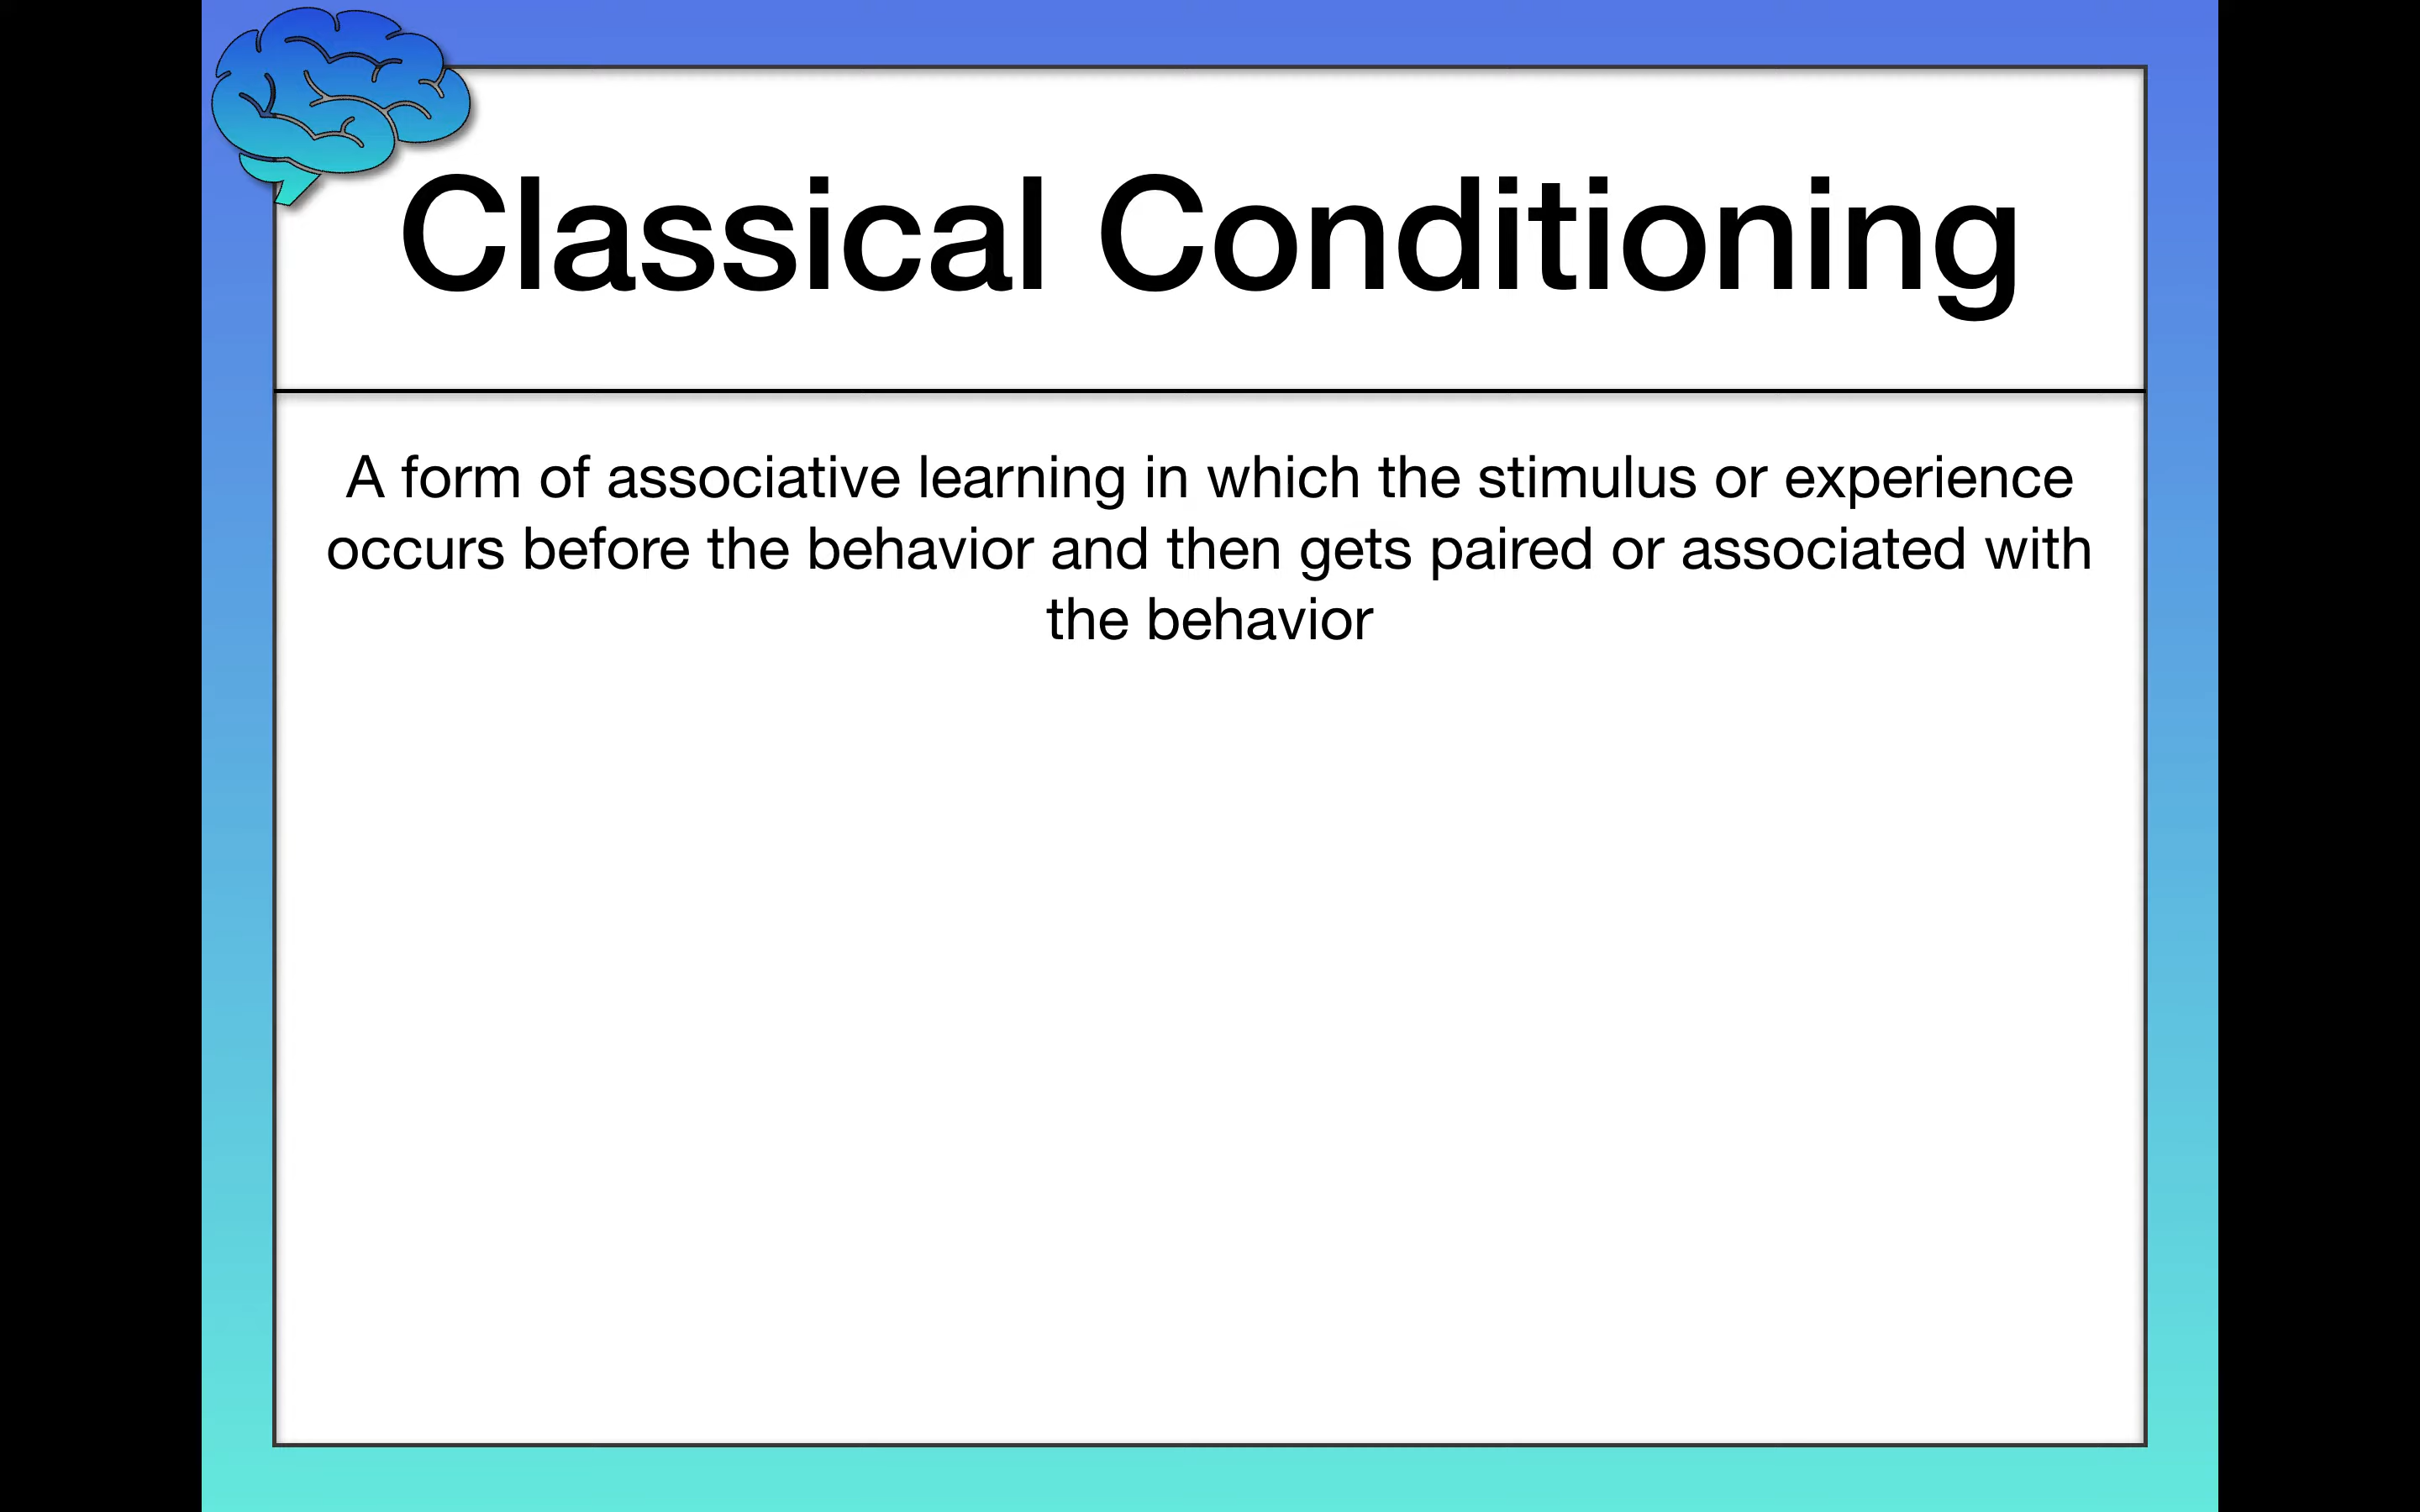 Classical Conditioning
A form of associative learning in which the stimulus or experience
occurs before the behavior and then gets paired or associated with
the behavior